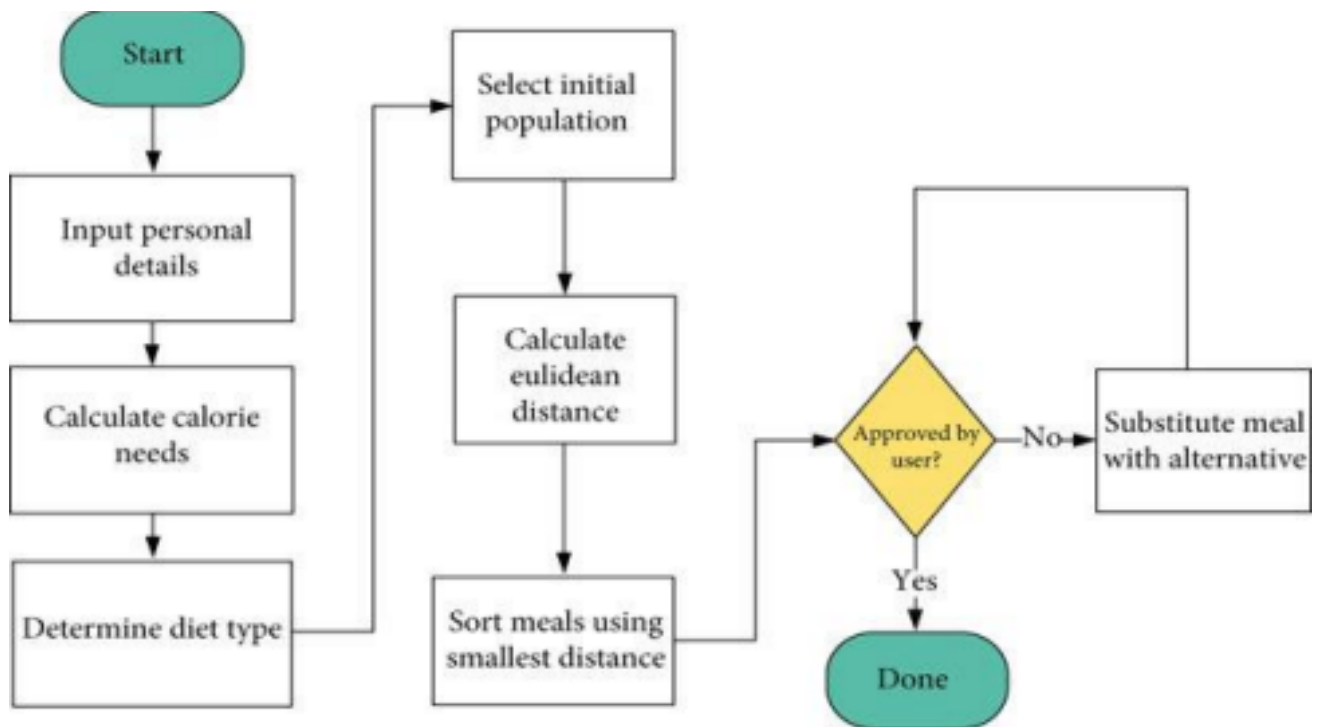 Start
Input personal
details
Calculate calorie
needs
Determine diet type
Select initial
population
Calculate
eulidean
distance
Sort meals using
smallest distance
Approved by
user?
No
Substitute meal
with alternative
Yes
Done